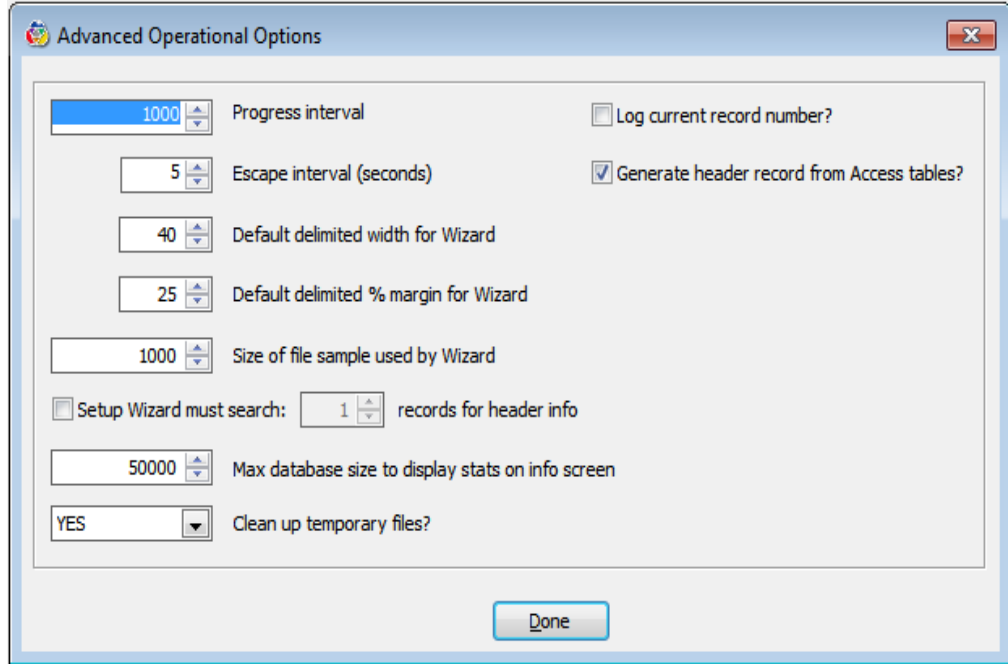 Advanced Operational Options
1000 Progress interval
Log current record number?
5 Escape interval (seconds)
Generate header record from Access tables?
40 Default delimited width for Wizard
25 Default delimited % margin for Wizard
1000 Size of file sample used by Wizard
Setup Wizard must search: 1 records for header info
50000 Max database size to display stats on info screen
YES Clean up temporary files?
Done